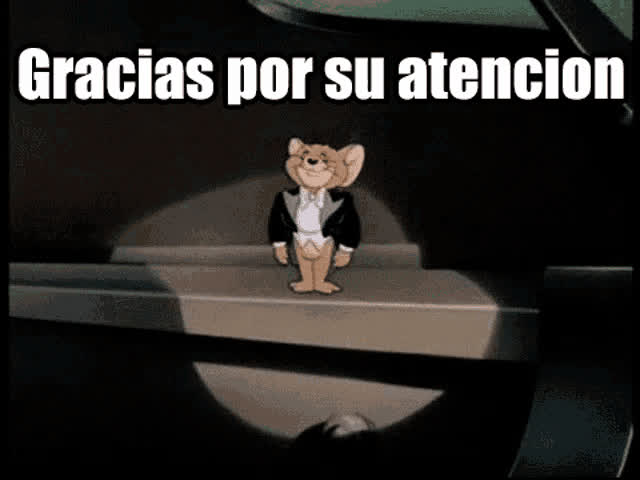 Gracias por su atencion